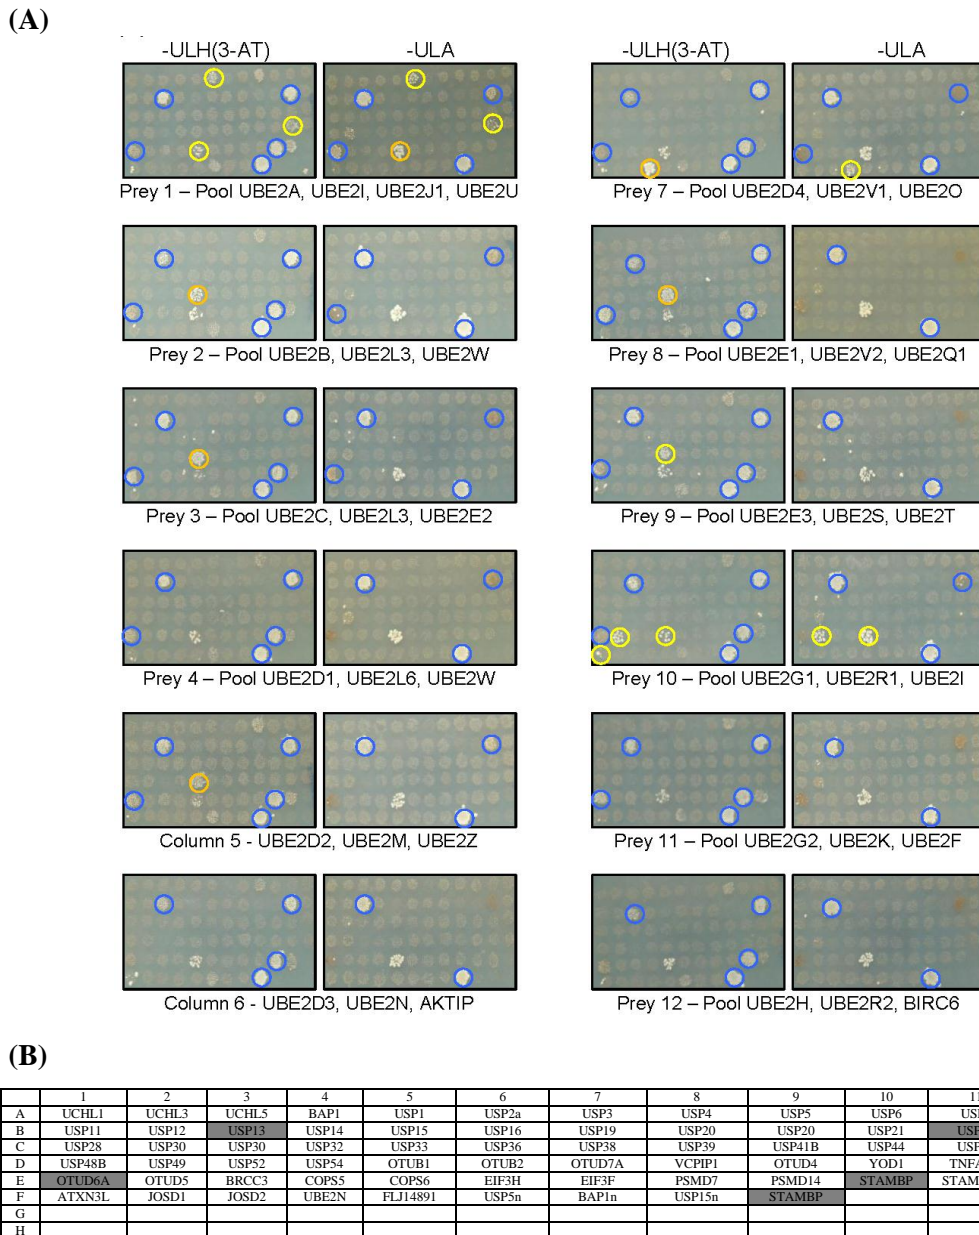 (A)
-ULH(3-AT) -ULA -ULH(3-AT) -ULA
Prey 1 – Pool UBE2A, UBE2I, UBE2J1, UBE2U
Prey 7 – Pool UBE2D4, UBE2V1, UBE2O
Prey 2 – Pool UBE2B, UBE2L3, UBE2W
Prey 8 – Pool UBE2E1, UBE2V2, UBE2Q1
Prey 3 – Pool UBE2C, UBE2L3, UBE2E2
Prey 9 – Pool UBE2E3, UBE2S, UBE2T
Prey 4 – Pool UBE2D1, UBE2L6, UBE2W
Prey 10 – Pool UBE2G1, UBE2R1, UBE2I
Column 5 - UBE2D2, UBE2M, UBE2Z
Prey 11 – Pool UBE2G2, UBE2K, UBE2F
Column 6 - UBE2D3, UBE2N, AKTIP
Prey 12 – Pool UBE2H, UBE2R2, BIRC6
(B)
1 2 3 4 5 6 7 8 9 10
A UCHL1 UCHL3 UCHL5 BAP1 USP1 USP2a USP3 USP4 USP5 USP6
B USP11 USP12 USP13 USP14 USP15 USP16 USP19 USP20 USP20 USP21
C USP28 USP30 USP30 USP32 USP33 USP36 USP38 USP39 USP41B USP44
D USP48B USP49 USP52 USP54 OTUB1 OTUB2 OTUD7A VCPIP1 OTUD4 YOD1
E OTUD6A OTUD5 BRCC3 COPS5 COPS6 EIF3H EIF3F PSMD7 PSMD14 STAMBP
F ATXN3L JOSD1 JOSD2 UBE2N FLJ14891 USP5n BAP1n USP15n STAMBP
G
H